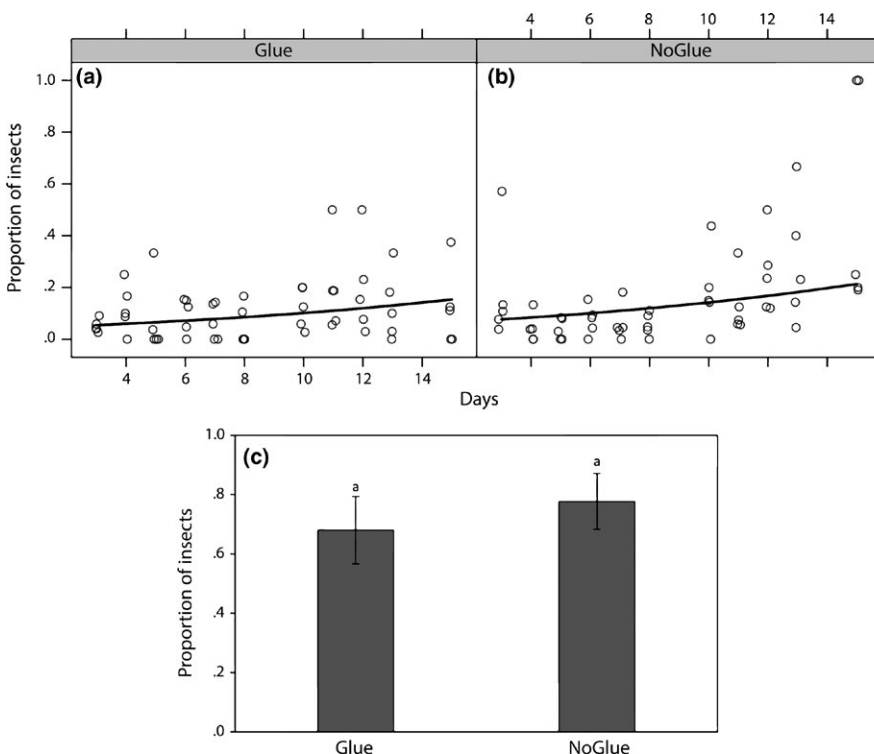 4 6 8 10 12 14
Glue NoGlue
(a) (b)
Proportion of insects
1.0
.8
.6
.4
.2
.0
4 6 8 10 12 14
Days
(c)
Proportion of insects
1.0
.8
.6
.4
.2
.0
a a
Glue NoGlue